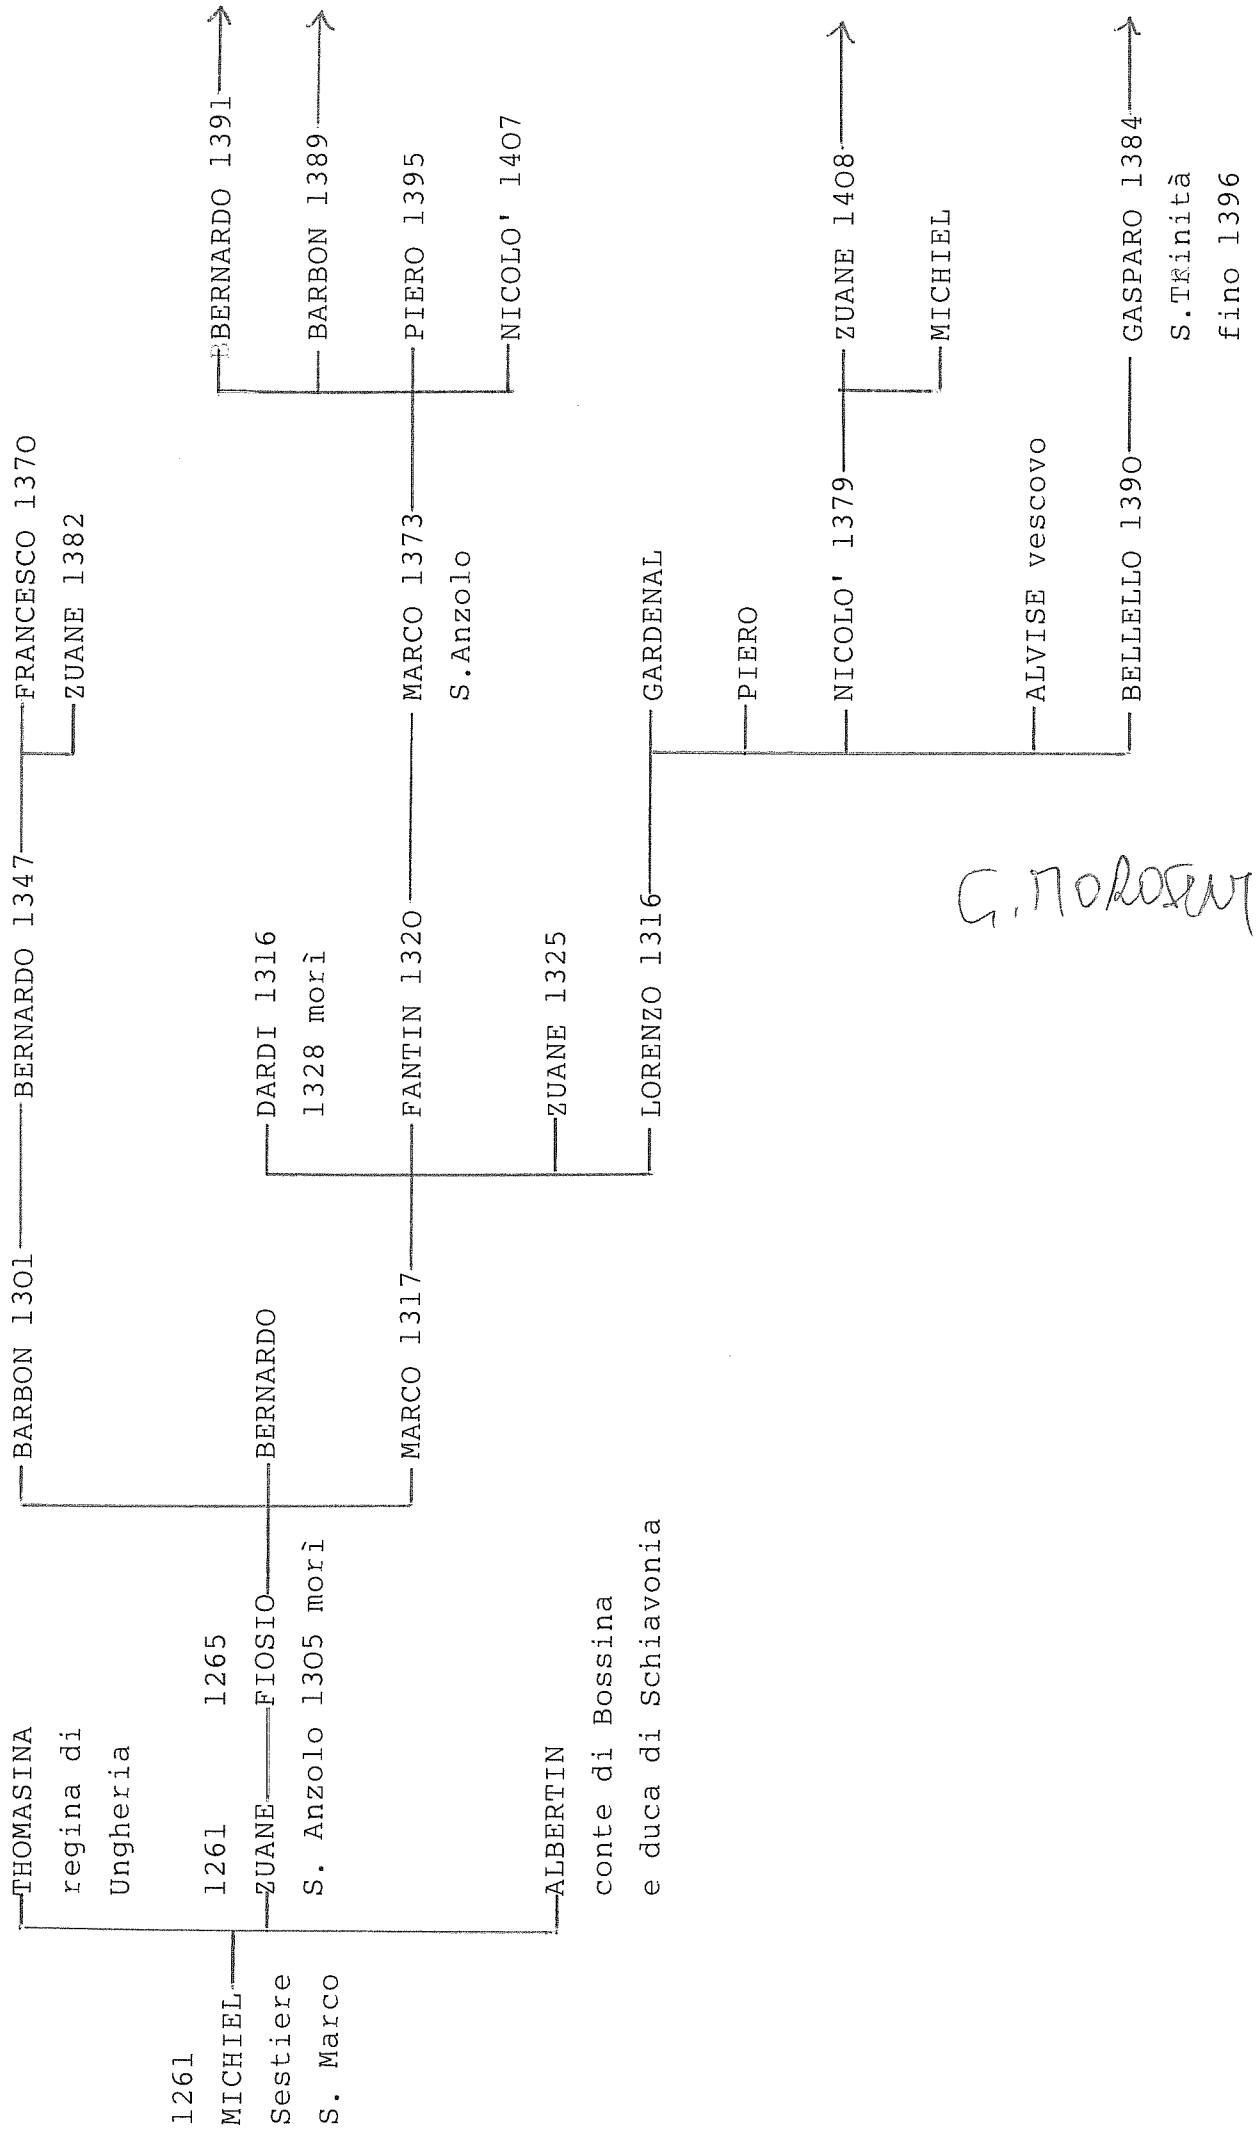 1261
MICHIEL
Sestiere
S. Marco
THOMASINA
regina di
Ungheria
1261 1265
ZUANE FIOSIO
S. Anzolo 1305 morì
ALBERTIN
conte di Bossina
e duca di Schiavonia
BARBON 1301
BERNARDO
MARCO 1317
BERNARDO 1347
DARDI 1316
1328 morì
FANTIN 1320
ZUANE 1325
LORENZO 1316
FRANCESCO 1370
ZUANE 1382
MARCO 1373
S.Anzolo
GARDENAL
PIERO
NICOLO' 1379
ALVISE vescovo
BELLELLO 1390
BERNARDO 1391
BARBON 1389
PIERO 1395
NICOLO' 1407
ZUANE 1408
MICHIEL
GASPARO 1384
S.TRinità
fino 1396